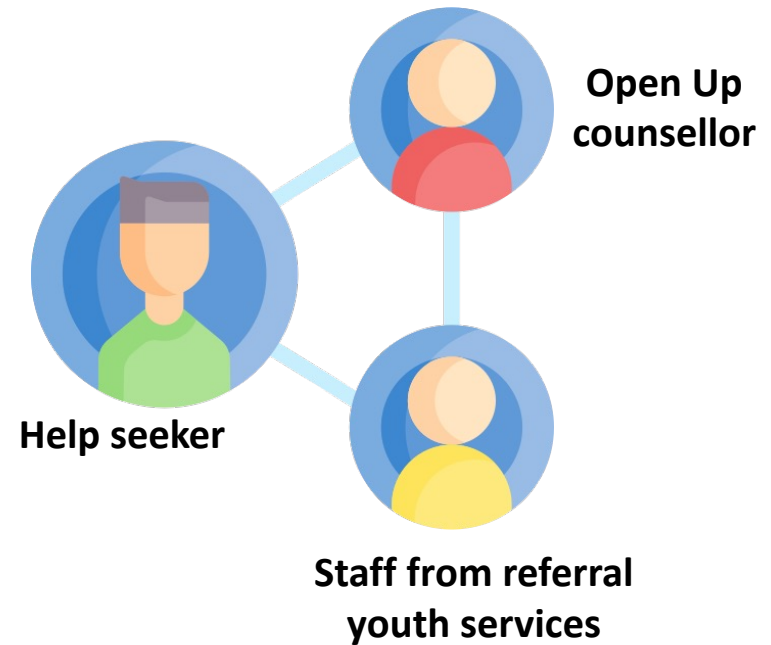 Open Up
counsellor
Help seeker
Staff from referral
youth services